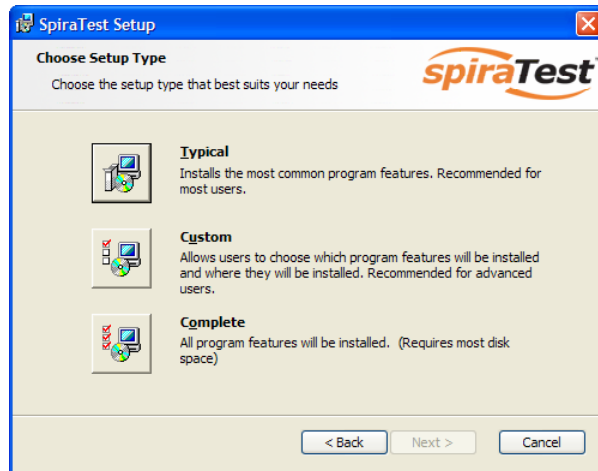 SpiraTest Setup
Choose Setup Type
Choose the setup type that best suits your needs
spiraTest
Typical
Installs the most common program features. Recommended for
most users.
Custom
Allows users to choose which program features will be installed
and where they will be installed. Recommended for advanced
users.
Complete
All program features will be installed. (Requires most disk
space)
< Back
Next >
Cancel